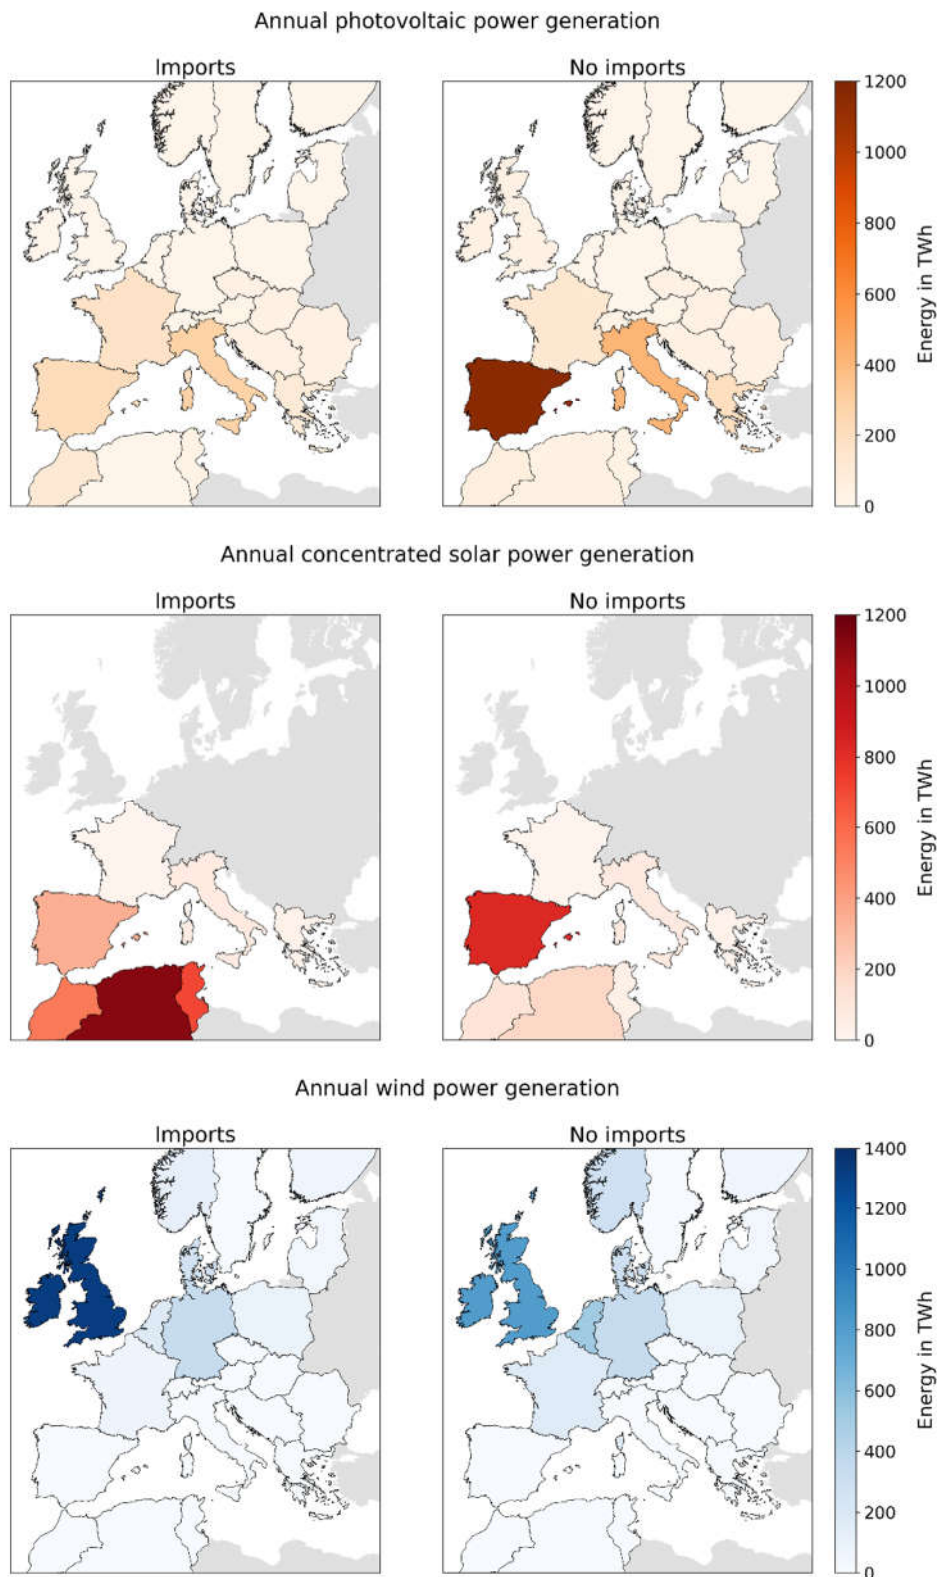 Annual photovoltaic power generation
Imports
No imports
1200
1000
800
600
400
200
0
Energy in TWh
Annual concentrated solar power generation
Imports
No imports
1200
1000
800
600
400
200
0
Energy in TWh
Annual wind power generation
Imports
No imports
1400
1200
1000
800
600
400
200
0
Energy in TWh